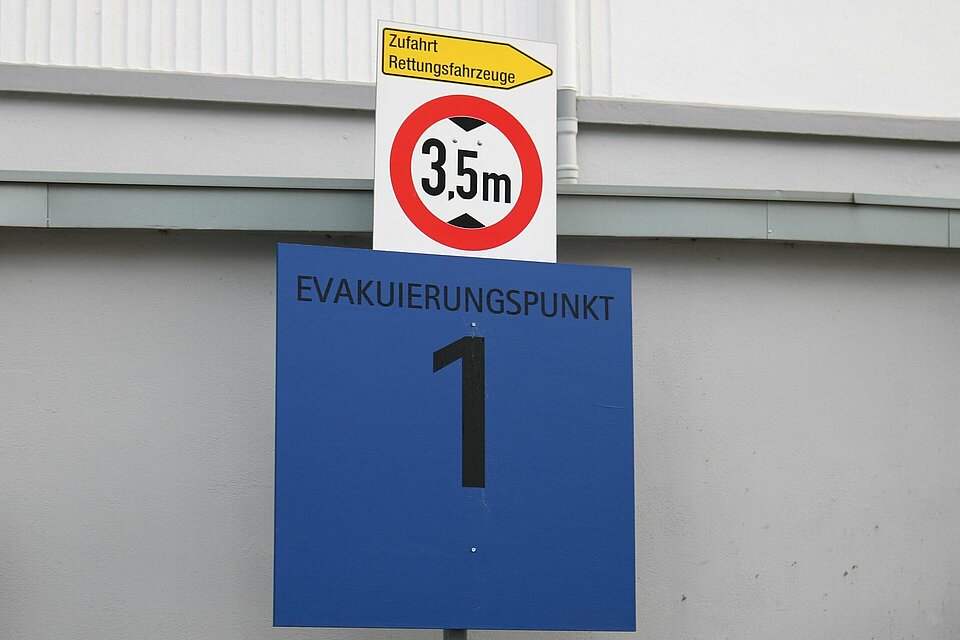 Zufahrt
Rettungsfahrzeuge
3,5m
EVAKUIERUNGSPUNKT
1